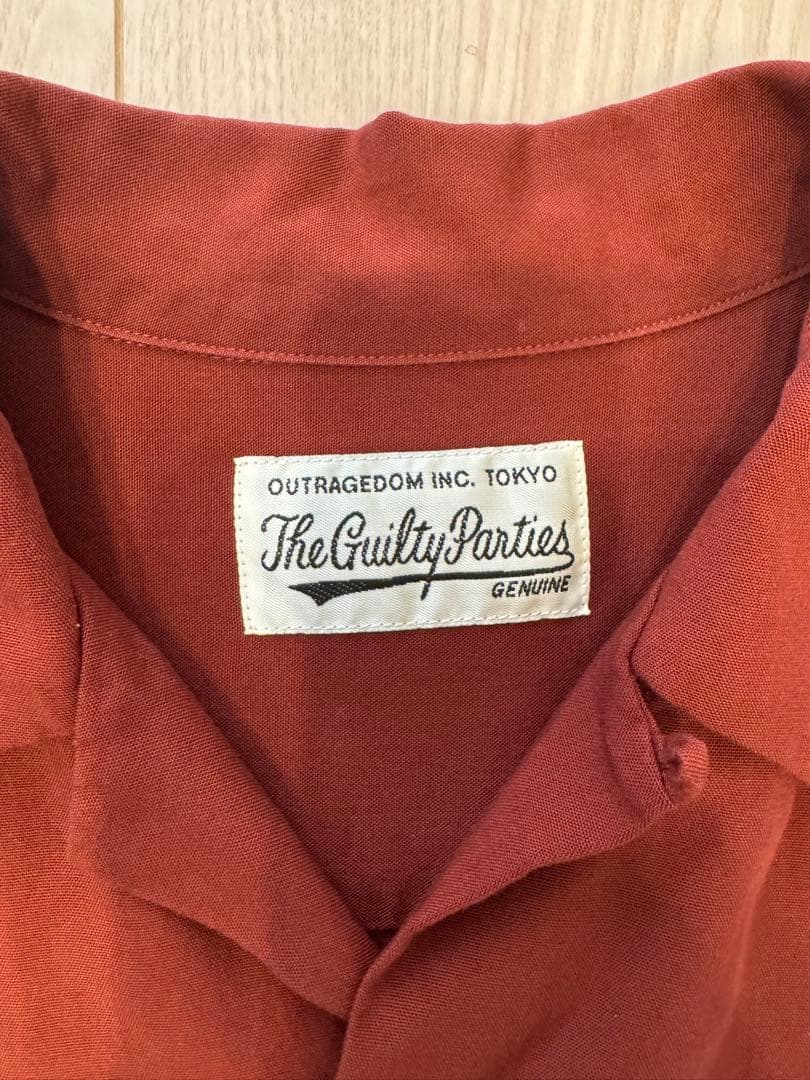 OUTRAGEDOM INC. TOKYO
The Guilty Parties
GENUINE